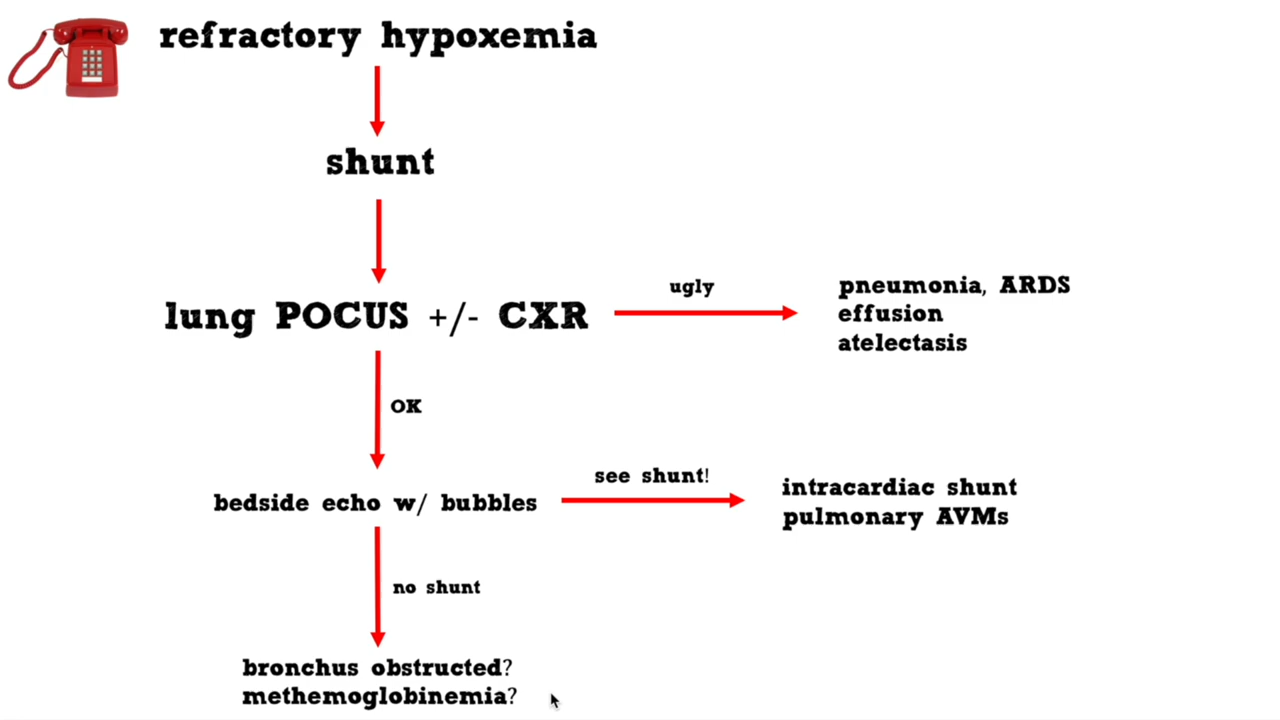 refractory hypoxemia
shunt
lung POCUS +/- CXR
ugly
pneumonia, ARDS
effusion
atelectasis
OK
bedside echo w/ bubbles
see shunt!
intracardiac shunt
pulmonary AVMs
no shunt
bronchus obstructed?
methemoglobinemia?